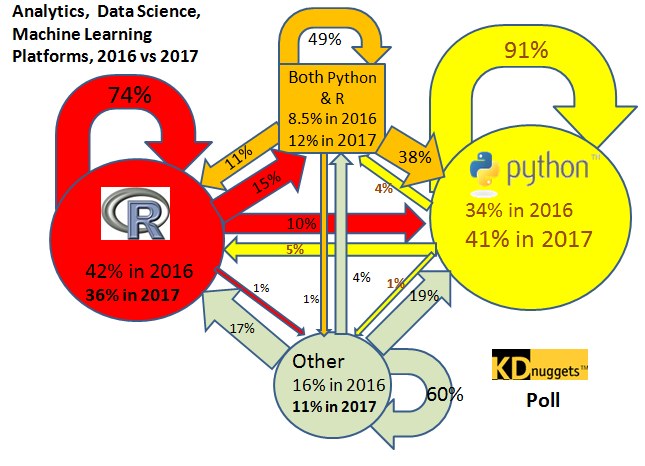 Analytics, Data Science,
Machine Learning
Platforms, 2016 vs 2017
49%
91%
Both Python
& R
8.5% in 2016
12% in 2017
74%
11%
38%
15%
4%
R
python™
34% in 2016
41% in 2017
10%
5%
42% in 2016
36% in 2017
1%
4%
1%
1%
19%
17%
Other
16% in 2016
11% in 2017
60%
KDnuggets™
Poll